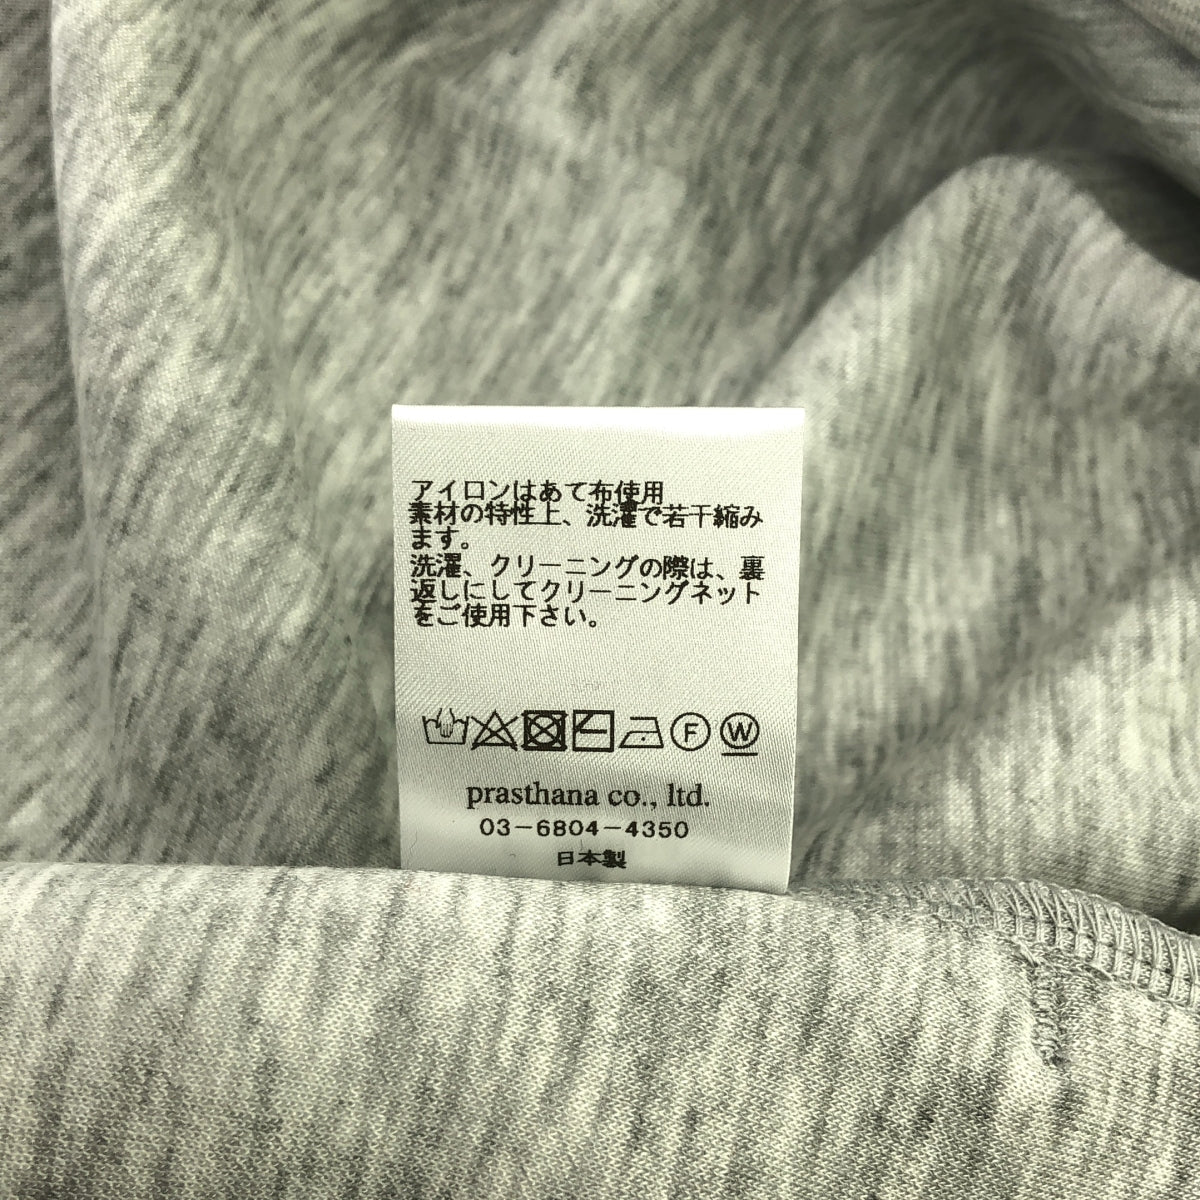 アイロンはあて布使用
素材の特性上、洗濯で若干縮み
ます。
洗濯、クリーニングの際は、裏
返しにしてクリーニングネット
をご使用下さい。
F W
prasthana co., ltd.
03-6804-4350
日本製